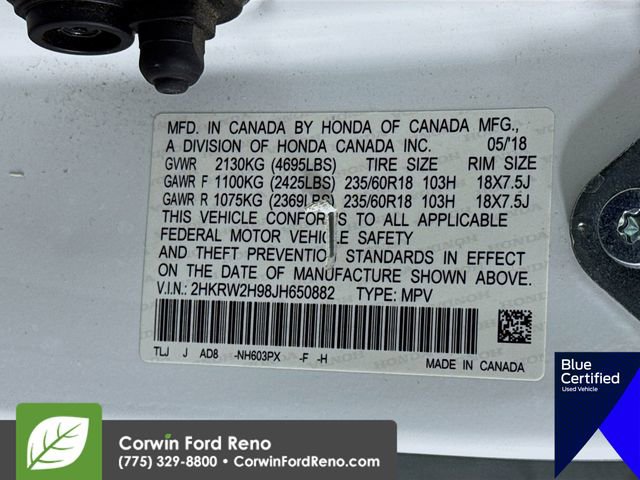 MFD. IN CANADA BY HONDA OF CANADA MFG.,
A DIVISION OF HONDA CANADA INC. 05/'18
GVWR 2130KG (4695LBS) TIRE SIZE RIM SIZE
GAWR F 1100KG (2425LBS) 235/60R18 103H 18X7.5J
GAWR R 1075KG (2369LBS) 235/60R18 103H 18X7.5J
THIS VEHICLE CONFORMS TO ALL APPLICABLE
FEDERAL MOTOR VEHICLE SAFETY
AND THEFT PREVENTION STANDARDS IN EFFECT
ON THE DATE OF MANUFACTURE SHOWN ABOVE.
V.I.N.: 2HKRW2H98JH650882 TYPE: MPV
TLJ J AD8 -NH603PX -F -H
MADE IN CANADA
Blue
Certified
Used Vehicle
Corwin Ford Reno
(775) 329-8800 • CorwinFordReno.com